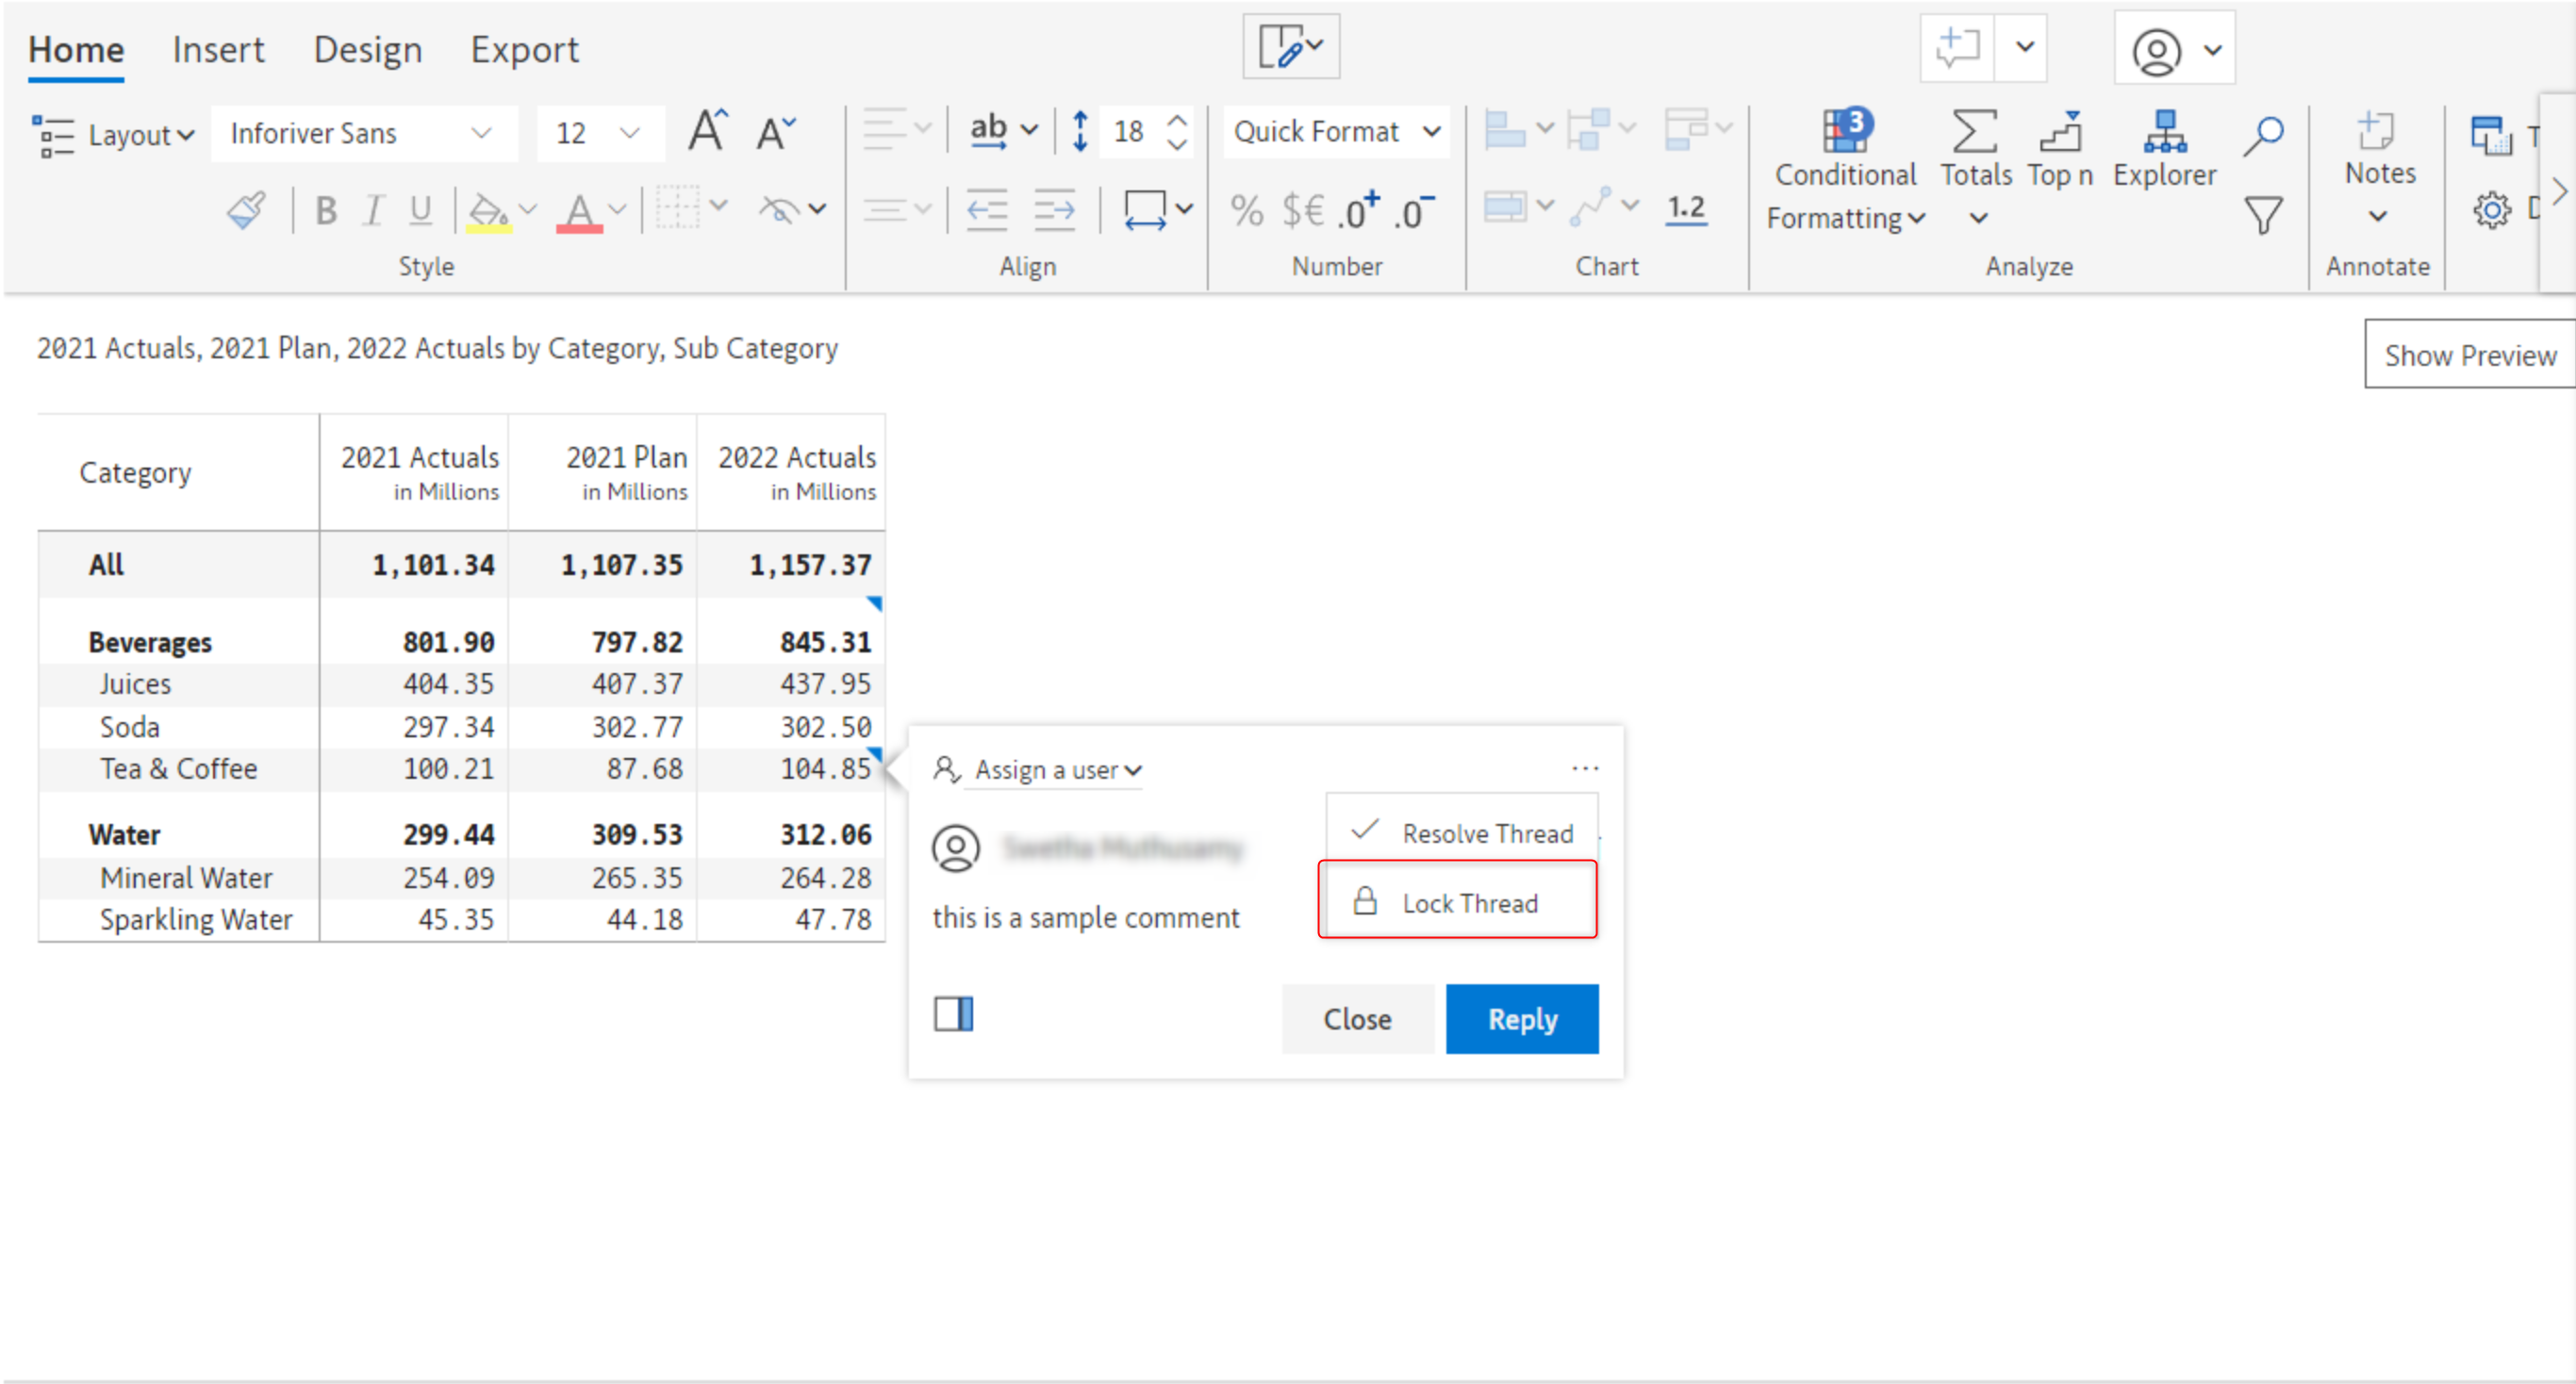 Home Insert Design Export
Layout Inforiver Sans 12 A A ab 18 Quick Format 3
Conditional Formatting Totals Top n Explorer Notes T
B I U A % $€ .0+ .0- 1.2 D
Style Align Number Chart Analyze Annotate
2021 Actuals, 2021 Plan, 2022 Actuals by Category, Sub Category
Show Preview
Category 2021 Actuals in Millions 2021 Plan in Millions 2022 Actuals in Millions
All 1,101.34 1,107.35 1,157.37
Beverages 801.90 797.82 845.31
Juices 404.35 407.37 437.95
Soda 297.34 302.77 302.50
Tea & Coffee 100.21 87.68 104.85
Water 299.44 309.53 312.06
Mineral Water 254.09 265.35 264.28
Sparkling Water 45.35 44.18 47.78
Assign a user ...
Resolve Thread
Lock Thread
this is a sample comment
Close Reply